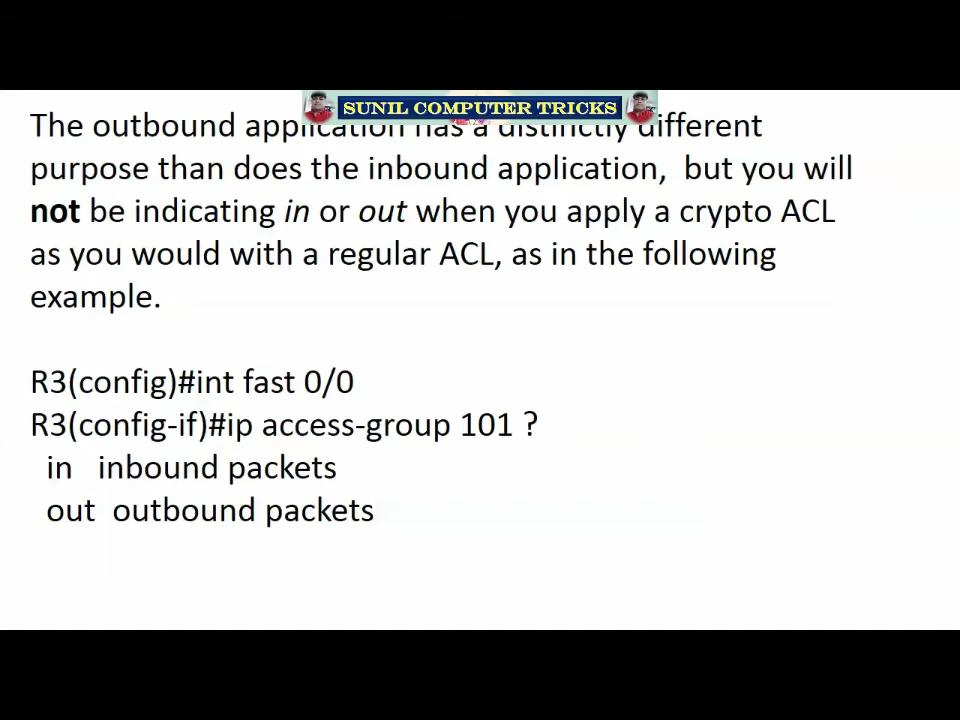 SUNIL COMPUTER TRICKS
The outbound application has a distinctly different
purpose than does the inbound application, but you will
not be indicating in or out when you apply a crypto ACL
as you would with a regular ACL, as in the following
example.
R3(config)#int fast 0/0
R3(config-if)#ip access-group 101 ?
in inbound packets
out outbound packets